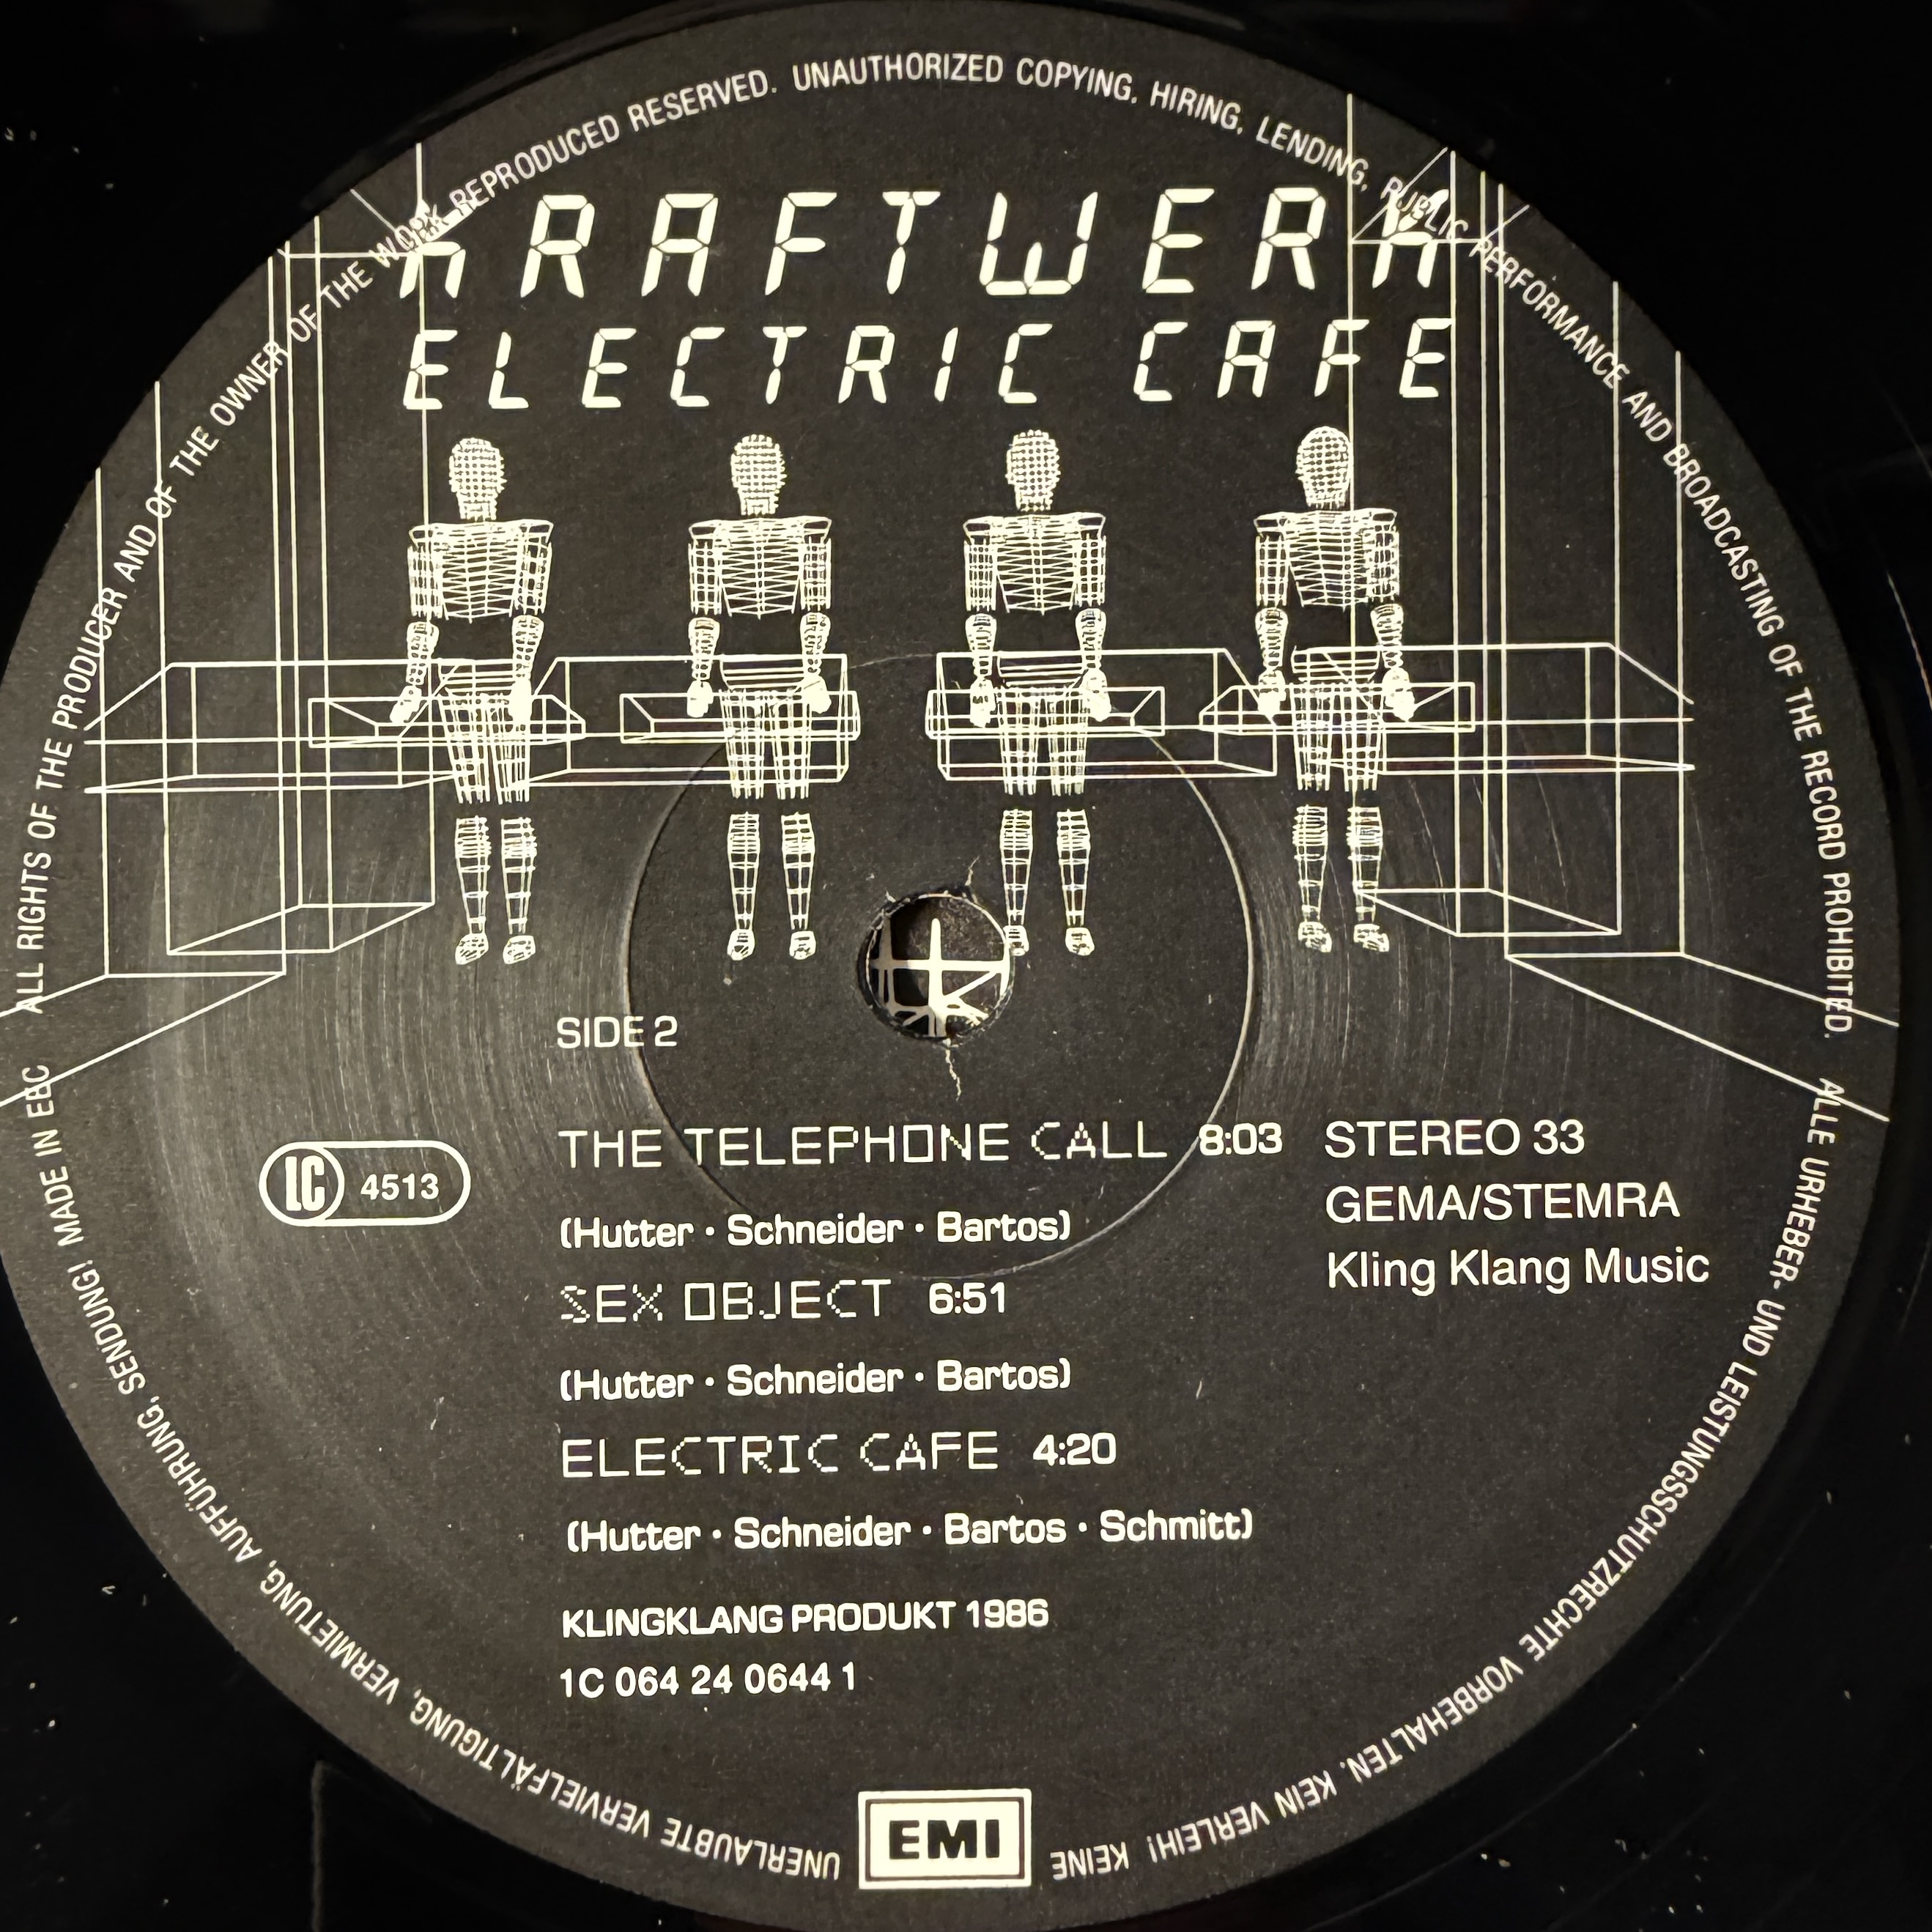 ALL RIGHTS OF THE PRODUCER AND OF THE OWNER OF THE WORK REPRODUCED RESERVED. UNAUTHORIZED COPYING, HIRING, LENDING, PUBLIC PERFORMANCE AND BROADCASTING OF THE RECORD PROHIBITED.
KRAFTWERK
ELECTRIC CAFE
SIDE 2
THE TELEPHONE CALL 8:03
(Hutter · Schneider · Bartos)
SEX OBJECT 6:51
(Hutter · Schneider · Bartos)
ELECTRIC CAFE 4:20
(Hutter · Schneider · Bartos · Schmitt)
KLINGKLANG PRODUKT 1986
1C 064 24 0644 1
LC 4513
STEREO 33
GEMA/STEMRA
Kling Klang Music
ALLE URHEBER- UND LEISTUNGSSCHUTZRECHTE VORBEHALTEN. KEIN VERLEIH! KEINE UNERLAUBTE VERVIELFÄLTIGUNG, VERMIETUNG, AUFFÜHRUNG, SENDUNG! MADE IN EEC
EMI